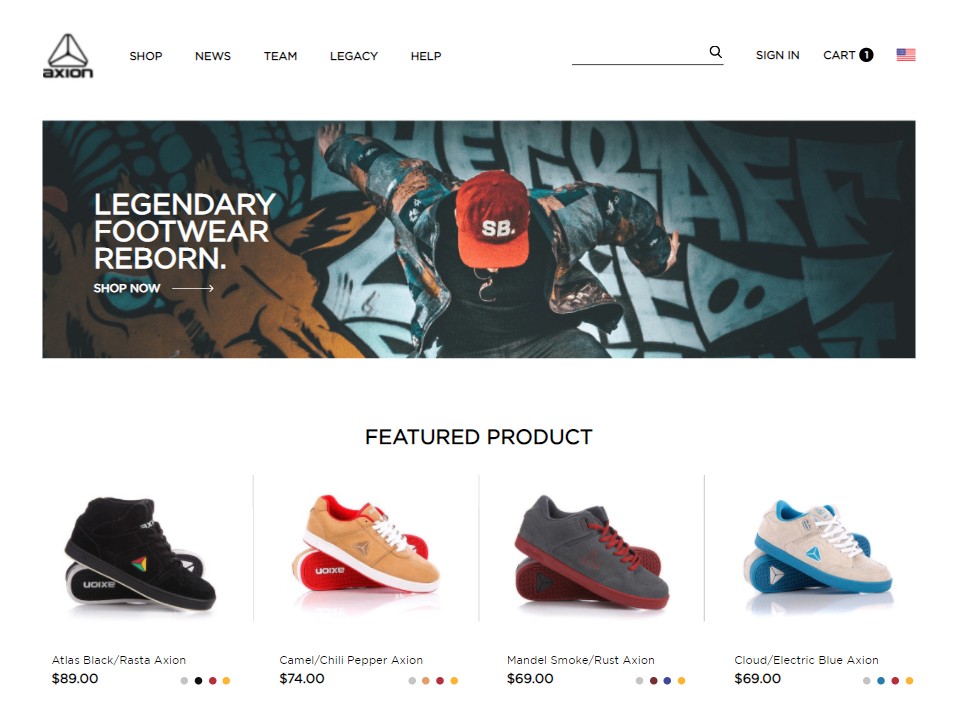 axion
SHOP NEWS TEAM LEGACY HELP
SIGN IN CART 1
LEGENDARY
FOOTWEAR
REBORN.
SHOP NOW
SB.
FEATURED PRODUCT
Atlas Black/Rasta Axion
$89.00
Camel/Chili Pepper Axion
$74.00
Mandel Smoke/Rust Axion
$69.00
Cloud/Electric Blue Axion
$69.00